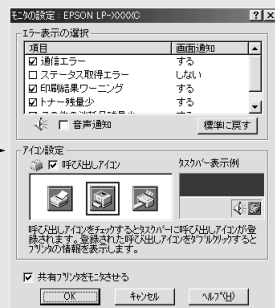 モニタの設定 : EPSON LP-XXXXC
エラー表示の選択
項目 画面通知
通信エラー する
ステータス取得エラー しない
印刷結果ワーニング する
トナー残量少 する
音声通知 標準に戻す
アイコン設定
呼び出しアイコン タスクバー表示例
呼び出しアイコンをチェックするとタスクバーに呼び出しアイコンが登
録されます。登録された呼び出しアイコンをダブルクリックすると
プリンタの情報を表示します。
共有プリンタをモニタさせる
OK キャンセル ヘルプ(H)